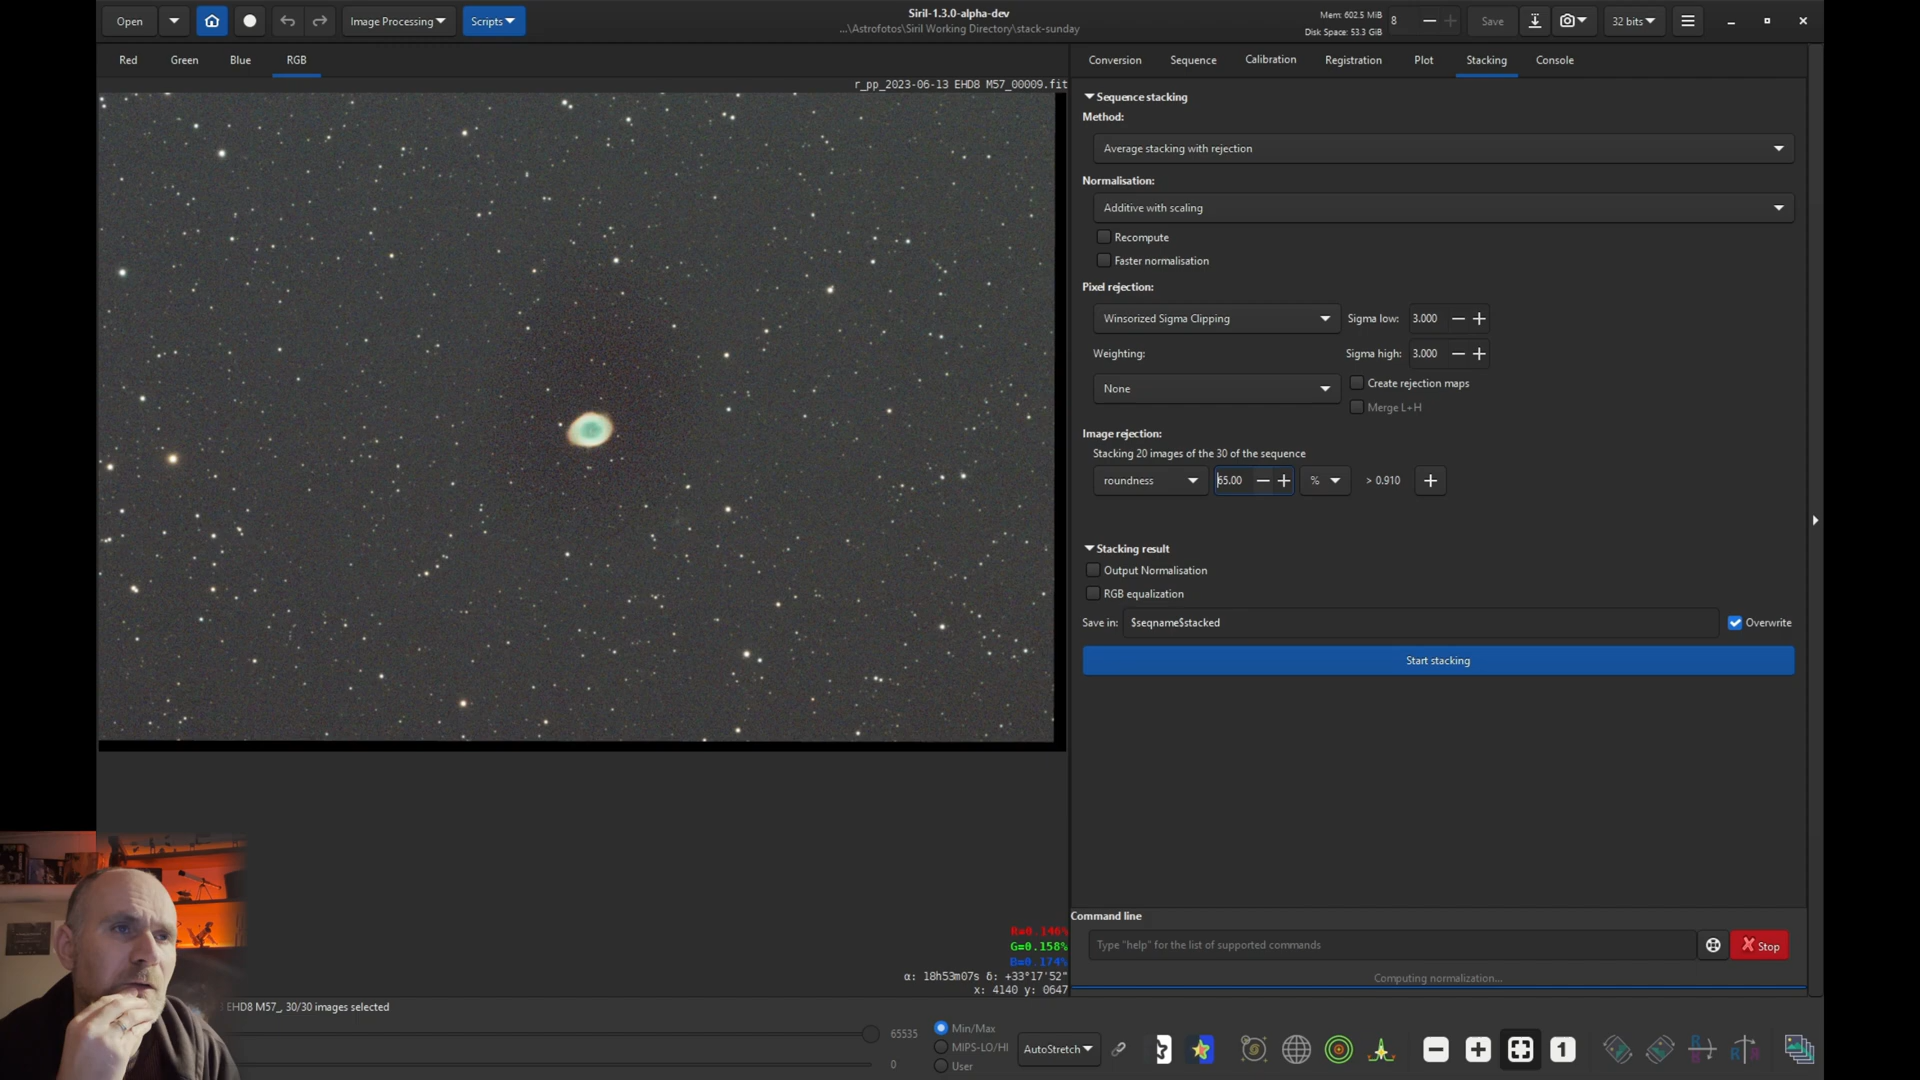 Open
Image Processing
Scripts
Siril-1.3.0-alpha-dev
...\Astrofotos\Siril Working Directory\stack-sunday
Mem: 602.5 MiB
Disk Space: 53.3 GiB
8
Save
32 bits
Red
Green
Blue
RGB
r_pp_2023-06-13 EHD8 M57_00009.fit
Conversion
Sequence
Calibration
Registration
Plot
Stacking
Console
Sequence stacking
Method:
Average stacking with rejection
Normalisation:
Additive with scaling
Recompute
Faster normalisation
Pixel rejection:
Winsorized Sigma Clipping
Sigma low: 3.000
Weighting:
Sigma high: 3.000
None
Create rejection maps
Merge L+H
Image rejection:
Stacking 20 images of the 30 of the sequence
roundness
65.00
%
> 0.910
Stacking result
Output Normalisation
RGB equalization
Save in: $seqname$stacked
Overwrite
Start stacking
Command line
Type "help" for the list of supported commands
Stop
Computing normalization...
R=0.146%
G=0.158%
B=0.174%
α: 18h53m07s δ: +33°17'52"
x: 4140 y: 0647
EHD8 M57_, 30/30 images selected
65535
0
Min/Max
MIPS-LO/HI
User
AutoStretch
1